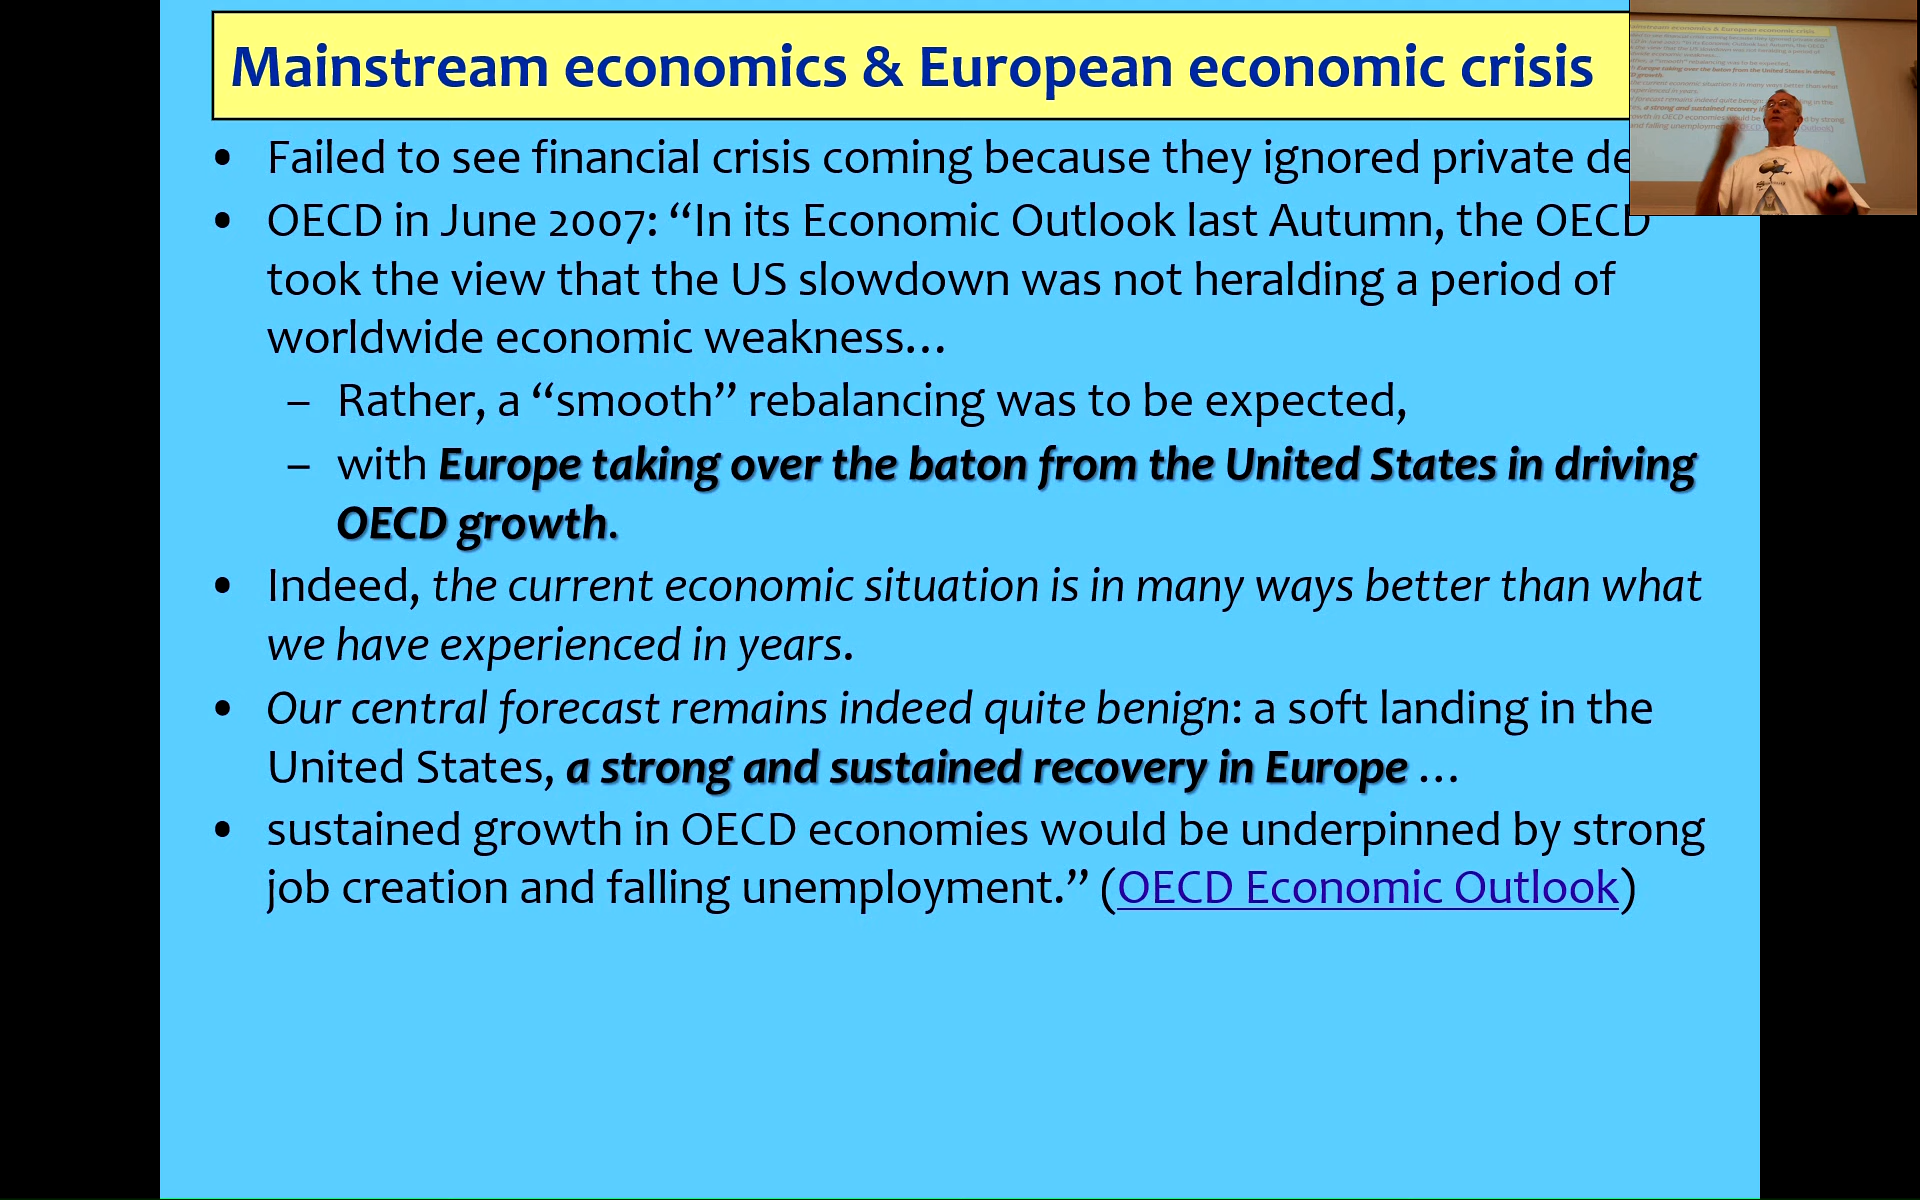 Mainstream economics & European economic crisis
• Failed to see financial crisis coming because they ignored private de
• OECD in June 2007: “In its Economic Outlook last Autumn, the OECD
took the view that the US slowdown was not heralding a period of
worldwide economic weakness…
– Rather, a “smooth” rebalancing was to be expected,
– with Europe taking over the baton from the United States in driving
OECD growth.
• Indeed, the current economic situation is in many ways better than what
we have experienced in years.
• Our central forecast remains indeed quite benign: a soft landing in the
United States, a strong and sustained recovery in Europe …
• sustained growth in OECD economies would be underpinned by strong
job creation and falling unemployment.” (OECD Economic Outlook)